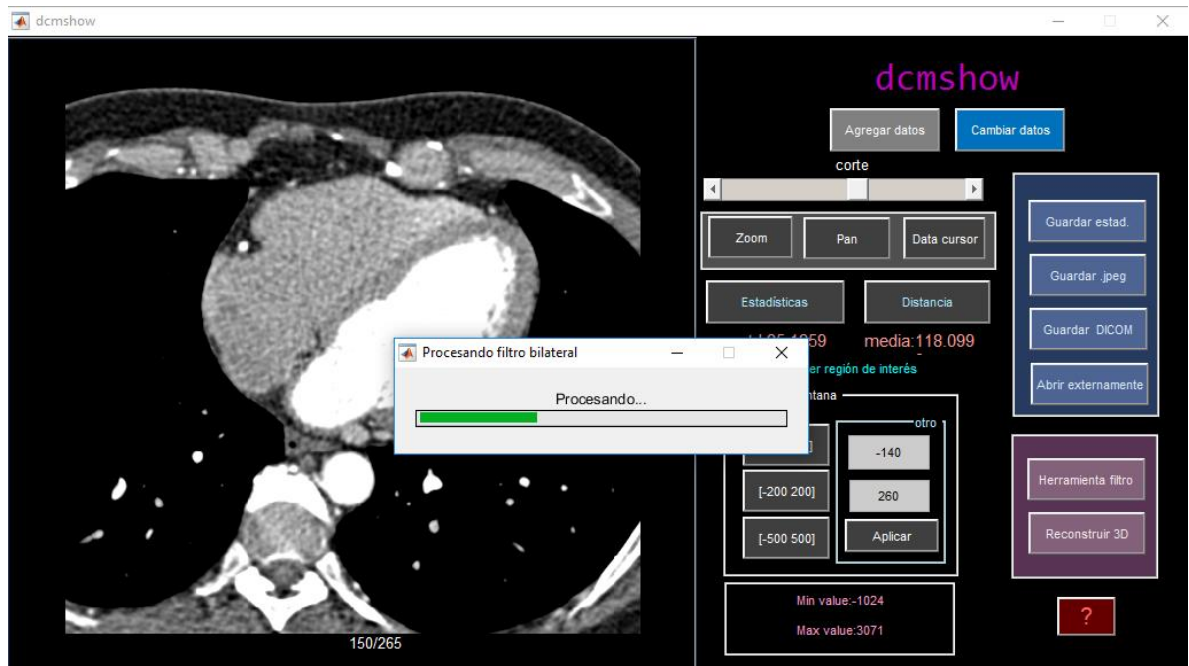 dcmshow
dcmshow
Agregar datos
Cambiar datos
corte
Zoom
Pan
Data cursor
Estadísticas
Distancia
media:118.099
región de interés
Procesando filtro bilateral
Procesando...
otro
-140
[-200 200]
260
[-500 500]
Aplicar
Min value:-1024
Max value:3071
Guardar estad.
Guardar .jpeg
Guardar DICOM
Abrir externamente
Herramienta filtro
Reconstruir 3D
?
150/265